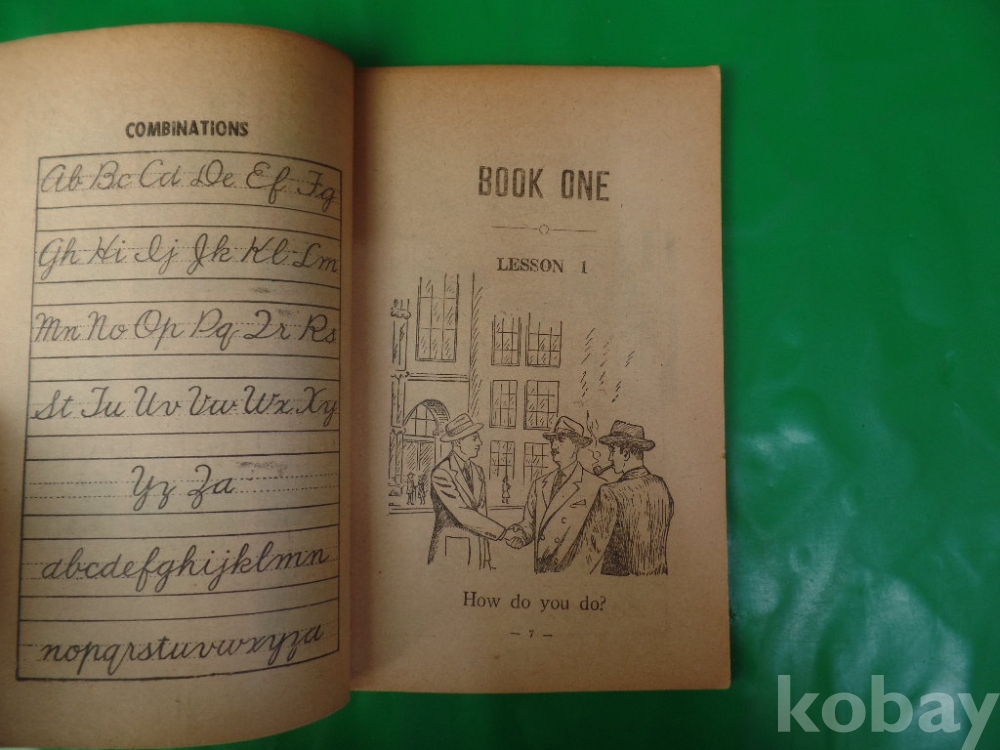 COMBINATIONS
Ab Bc Cd De Ef Fg
Gh Hi Ij Jk Kl Lm
Mn No Op Pq Qr Rs
St Tu Uv Vw Wx Xy
Yz Za
abcdefghijklmn
nopqrstuvwxyza
BOOK ONE
LESSON 1
How do you do?
— 7 —
kobay